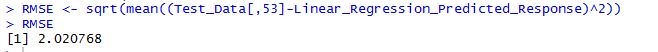 > RMSE <- sqrt(mean((Test_Data[,53]-Linear_Regression_Predicted_Response)^2))
> RMSE
[1] 2.020768